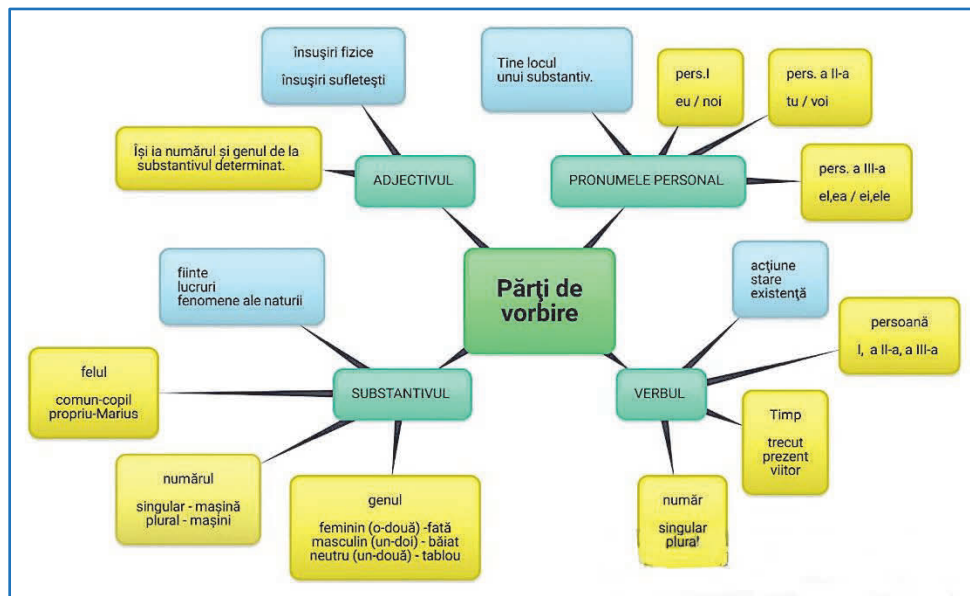 însuşiri fizice
însuşiri sufleteşti
Îşi ia numărul şi genul de la
substantivul determinat.
ADJECTIVUL
Tine locul
unui substantiv.
pers.I
eu / noi
pers. a II-a
tu / voi
pers. a III-a
el,ea / ei,ele
PRONUMELE PERSONAL
Părţi de
vorbire
fiinte
lucruri
fenomene ale naturii
felul
comun-copil
propriu-Marius
SUBSTANTIVUL
numărul
singular - maşină
plural - maşini
genul
feminin (o-două) -fată
masculin (un-doi) - băiat
neutru (un-două) - tablou
acţiune
stare
existenţă
persoană
I, a II-a, a III-a
VERBUL
Timp
trecut
prezent
viitor
număr
singular
plural